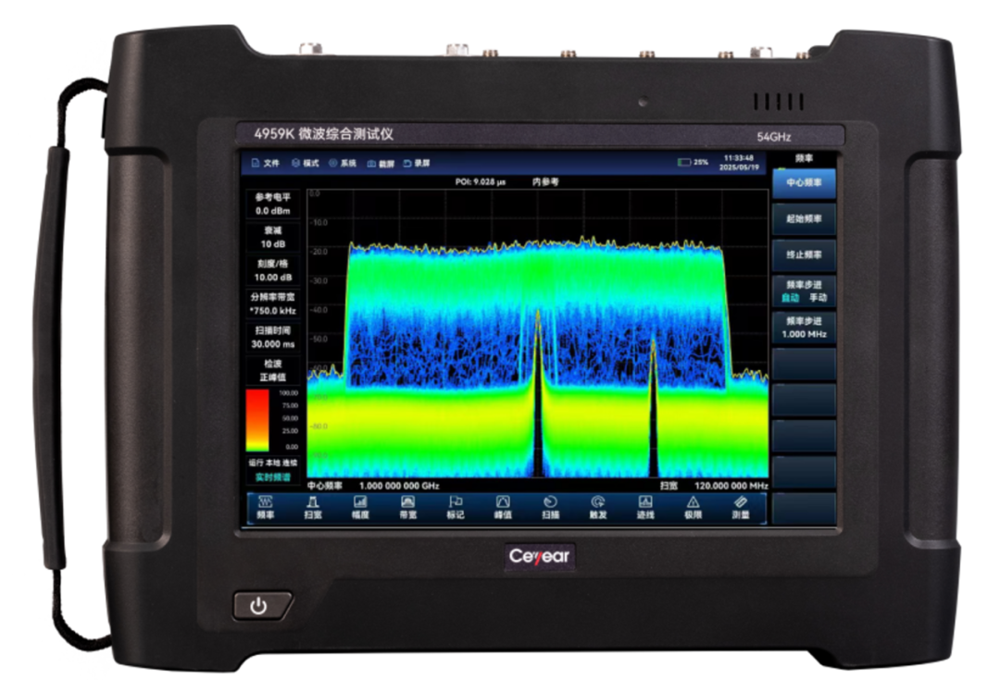 4959K 微波综合测试仪
54GHz
文件 模式 系统 截屏 录屏
25%
11:33:48
2025/05/19
频率
POI: 9.028 μs 内参考
中心频率
起始频率
终止频率
频率步进
自动 手动
频率步进
1.000 MHz
参考电平
0.0 dBm
衰减
10 dB
刻度/格
10.00 dB
分辨率带宽
*750.0 kHz
扫描时间
30.000 ms
检波
正峰值
100.00
75.00
50.00
25.00
0.00
运行 本地 连续
实时频谱
0.0
-10.0
-20.0
-30.0
-40.0
-50.0
-80.0
中心频率 1.000 000 000 GHz
扫宽 120.000 000 MHz
频率 扫宽 幅度 带宽 标记 峰值 扫描 触发 迹线 极限 测量
Ceyear